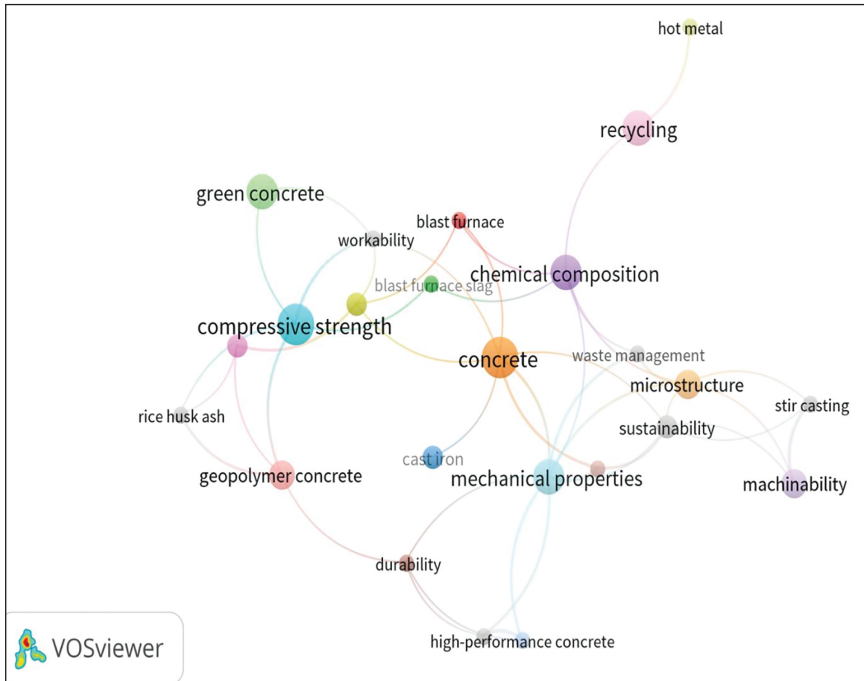 hot metal
recycling
green concrete
blast furnace
workability
chemical composition
blast furnace slag
compressive strength
concrete
waste management
microstructure
stir casting
rice husk ash
sustainability
cast iron
geopolymer concrete
mechanical properties
machinability
durability
high-performance concrete
VOSviewer